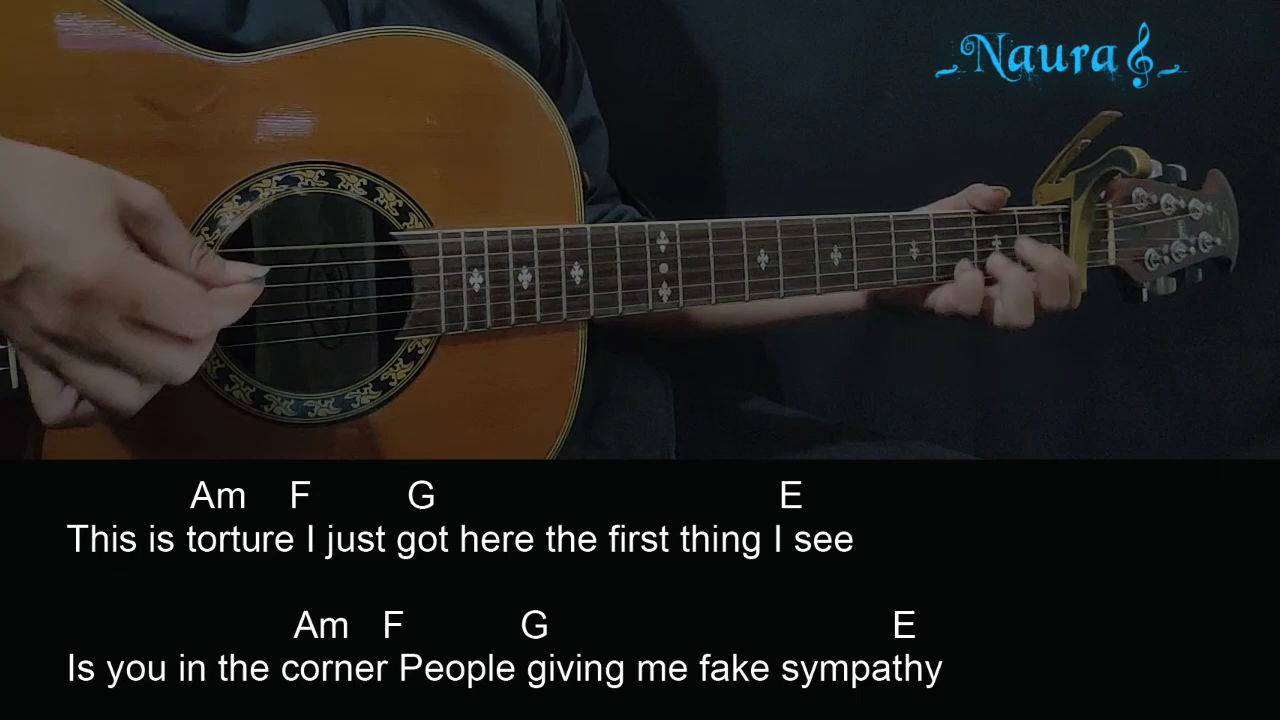 Naura
Am F G E
This is torture I just got here the first thing I see
Am F G E
Is you in the corner People giving me fake sympathy